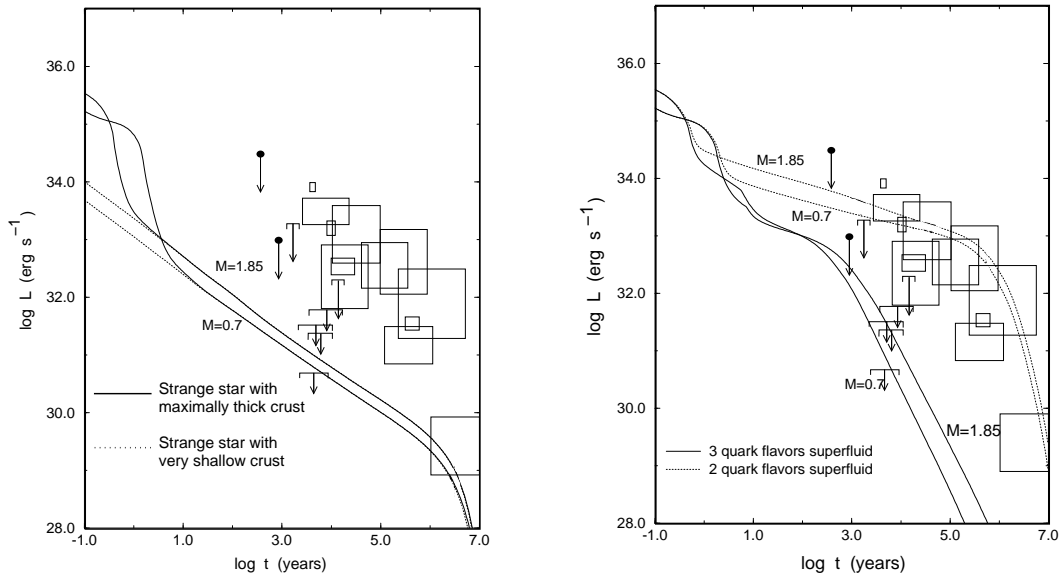 36.0
34.0
32.0
30.0
28.0
log L (erg s−1)
M=1.85
M=0.7
Strange star with
maximally thick crust
Strange star with
very shallow crust
-1.0 1.0 3.0 5.0 7.0
log t (years)
36.0
34.0
32.0
30.0
28.0
log L (erg s−1)
M=1.85
M=0.7
M=0.7
M=1.85
3 quark flavors superfluid
2 quark flavors superfluid
-1.0 1.0 3.0 5.0 7.0
log t (years)